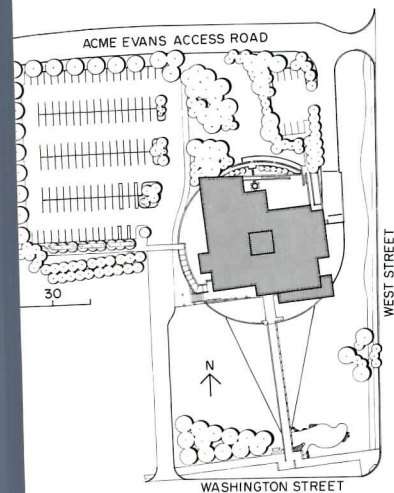 ACME EVANS ACCESS ROAD
WEST STREET
30
N
WASHINGTON STREET